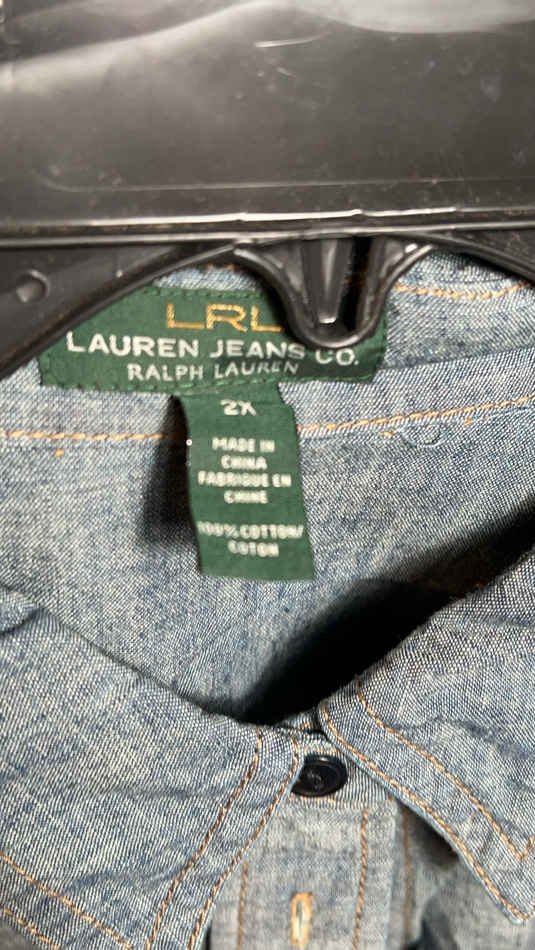 LRL
LAUREN JEANS CO.
RALPH LAUREN
2X
MADE IN
CHINA
FABRIQUE EN
CHINE
100% COTTON/
COTON